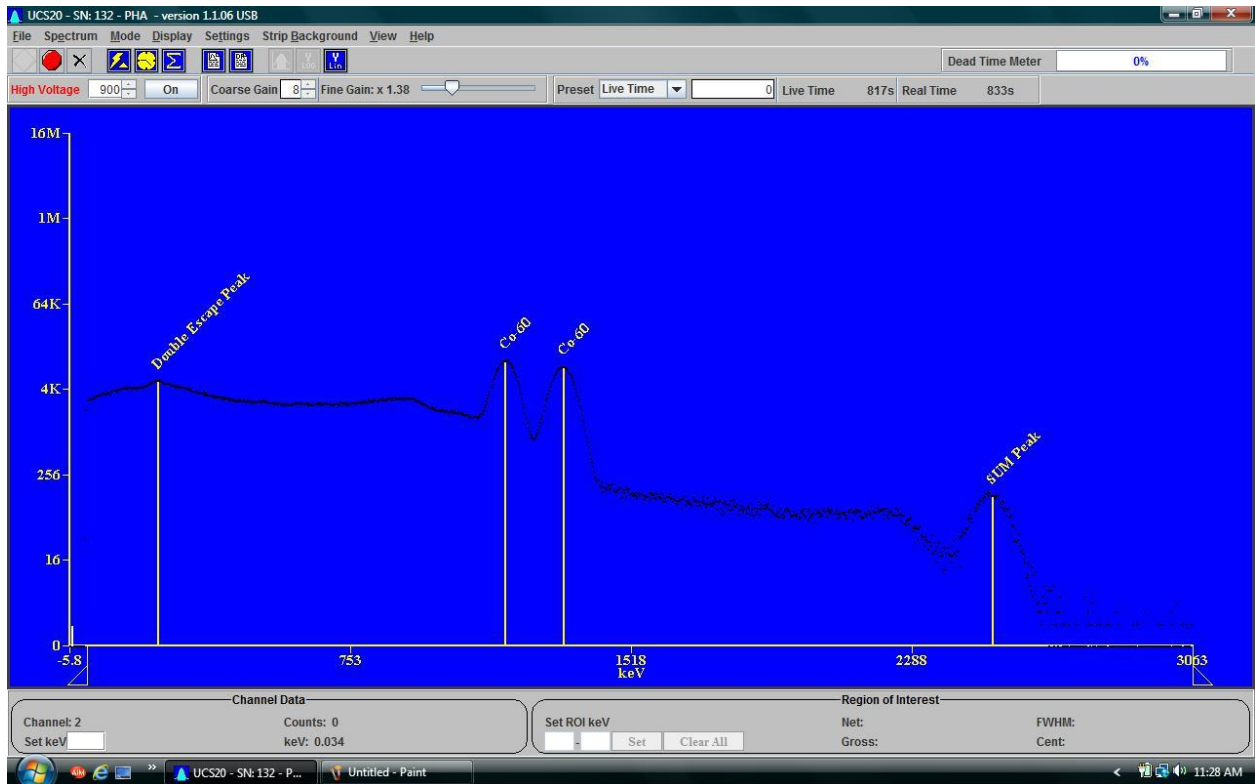 UCS20 - SN: 132 - PHA - version 1.1.06 USB
File Spectrum Mode Display Settings Strip Background View Help
Dead Time Meter 0%
High Voltage 900 On Coarse Gain 8 Fine Gain: x 1.38 Preset Live Time 0 Live Time 817s Real Time 833s
16M
1M
64K
4K
256
16
0
Double Escape Peak
Co-60
Co-60
SUM Peak
-5.8 753 1518 2288 3063
keV
Channel Data
Channel: 2 Counts: 0
Set keV keV: 0.034
Region of Interest
Set ROI keV Net: FWHM:
- Set Clear All Gross: Cent:
UCS20 - SN: 132 - P... Untitled - Paint 11:28 AM